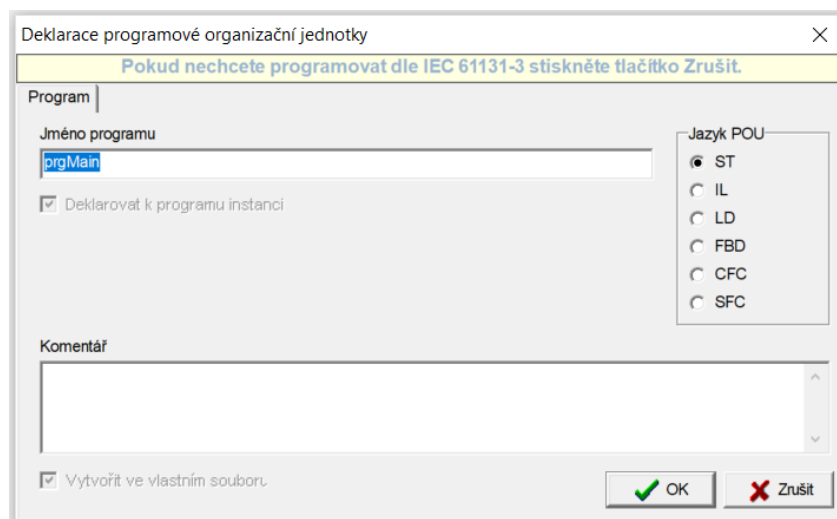 Deklarace programové organizační jednotky
Pokud nechcete programovat dle IEC 61131-3 stiskněte tlačítko Zrušit.
Program
Jméno programu
prgMain
Deklarovat k programu instanci
Jazyk POU
ST
IL
LD
FBD
CFC
SFC
Komentář
Vytvořit ve vlastním souboru
OK
Zrušit